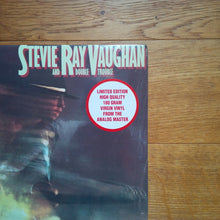 STEVIE RAY VAUGHAN
AND DOUBLE TROUBLE
LIMITED EDITION
HIGH QUALITY
180 GRAM
VIRGIN VINYL
FROM THE
ANALOG MASTER